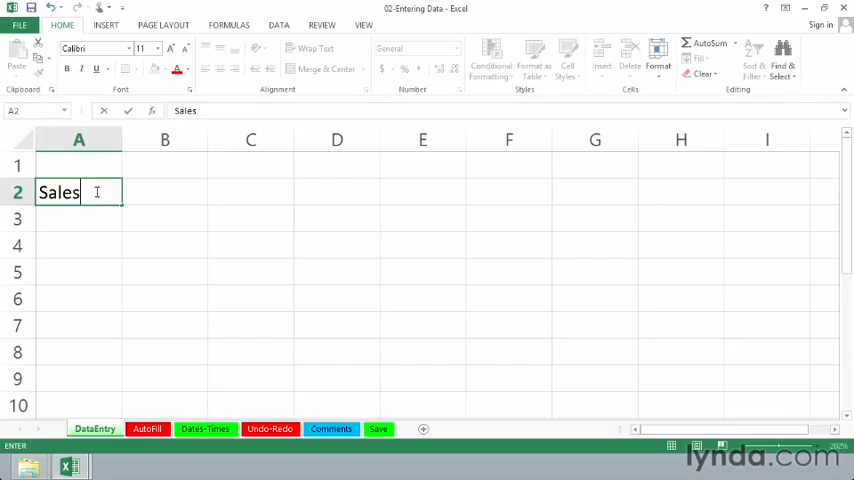 02-Entering Data - Excel
FILE HOME INSERT PAGE LAYOUT FORMULAS DATA REVIEW VIEW Sign in
Paste Calibri 11 Wrap Text General Conditional Formatting Format as Table Cell Styles Insert Delete Format AutoSum Fill Clear Sort & Filter Find & Select
B I U A Merge & Center $ % ,
Clipboard Font Alignment Number Styles Cells Editing
A2 fx Sales
A B C D E F G H I
1
2 Sales
3
4
5
6
7
8
9
10
DataEntry AutoFill Dates-Times Undo-Redo Comments Save
ENTER 202%
lynda.com